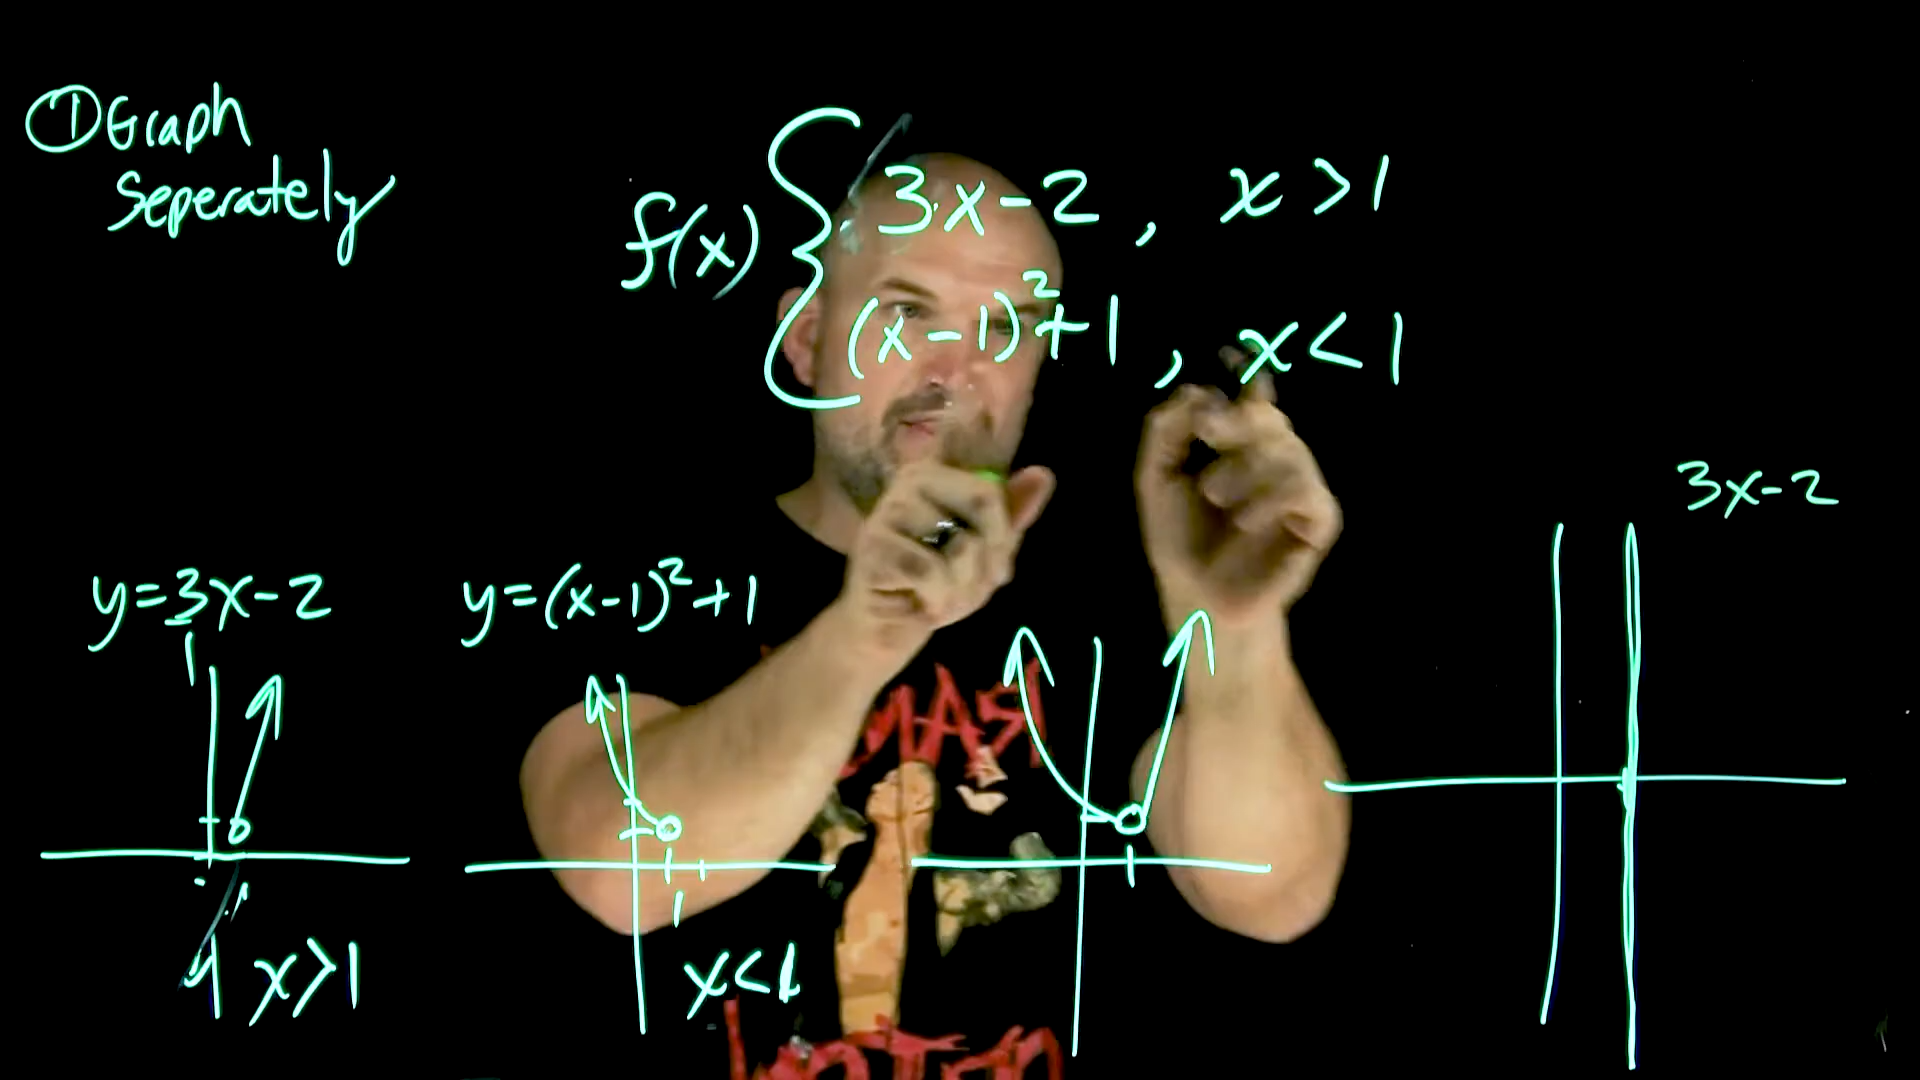 ① Graph
Seperately
f(x) { 3x-2 , x > 1
(x-1)²+1 , x < 1
3x-2
y=3x-2
1
y=(x-1)²+1
1
x>1
x<1